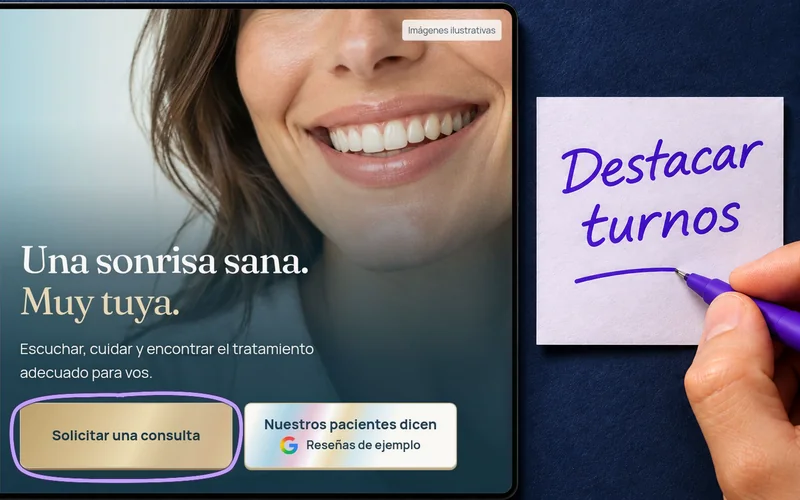 Imágenes ilustrativas
Una sonrisa sana.
Muy tuya.
Escuchar, cuidar y encontrar el tratamiento
adecuado para vos.
Solicitar una consulta
Nuestros pacientes dicen
Reseñas de ejemplo
Destacar
turnos